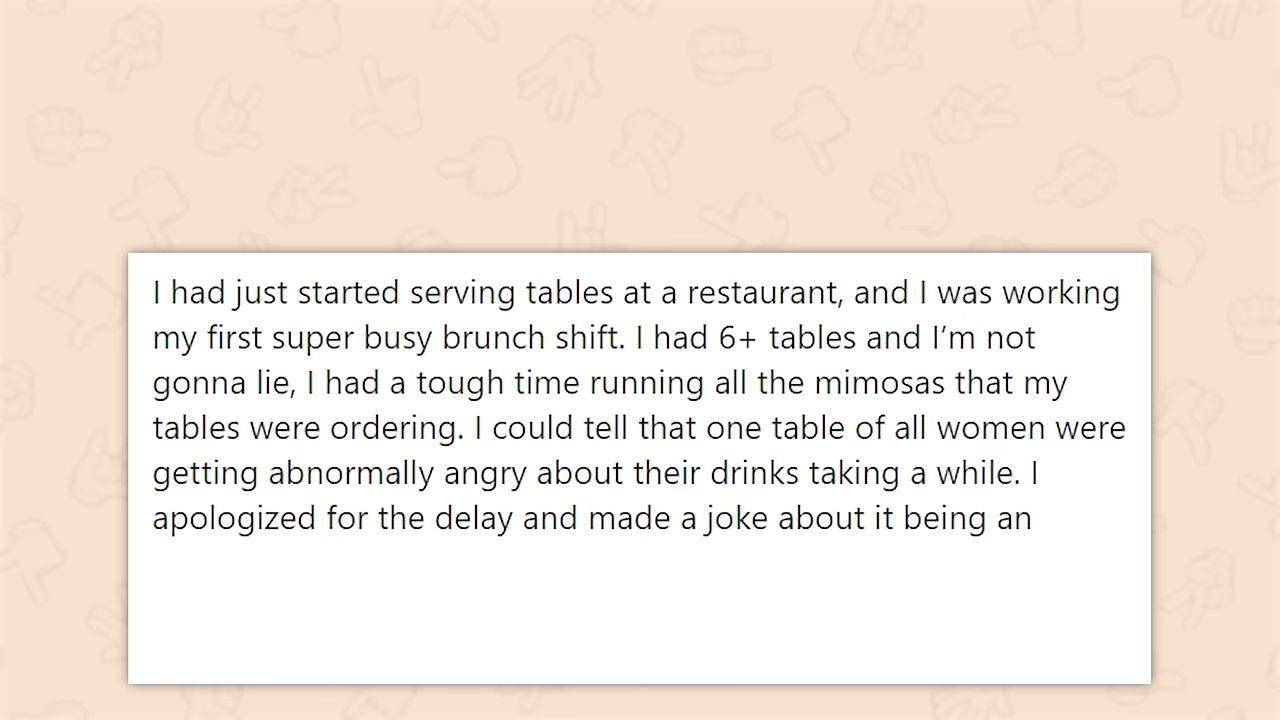 I had just started serving tables at a restaurant, and I was working
my first super busy brunch shift. I had 6+ tables and I’m not
gonna lie, I had a tough time running all the mimosas that my
tables were ordering. I could tell that one table of all women were
getting abnormally angry about their drinks taking a while. I
apologized for the delay and made a joke about it being an